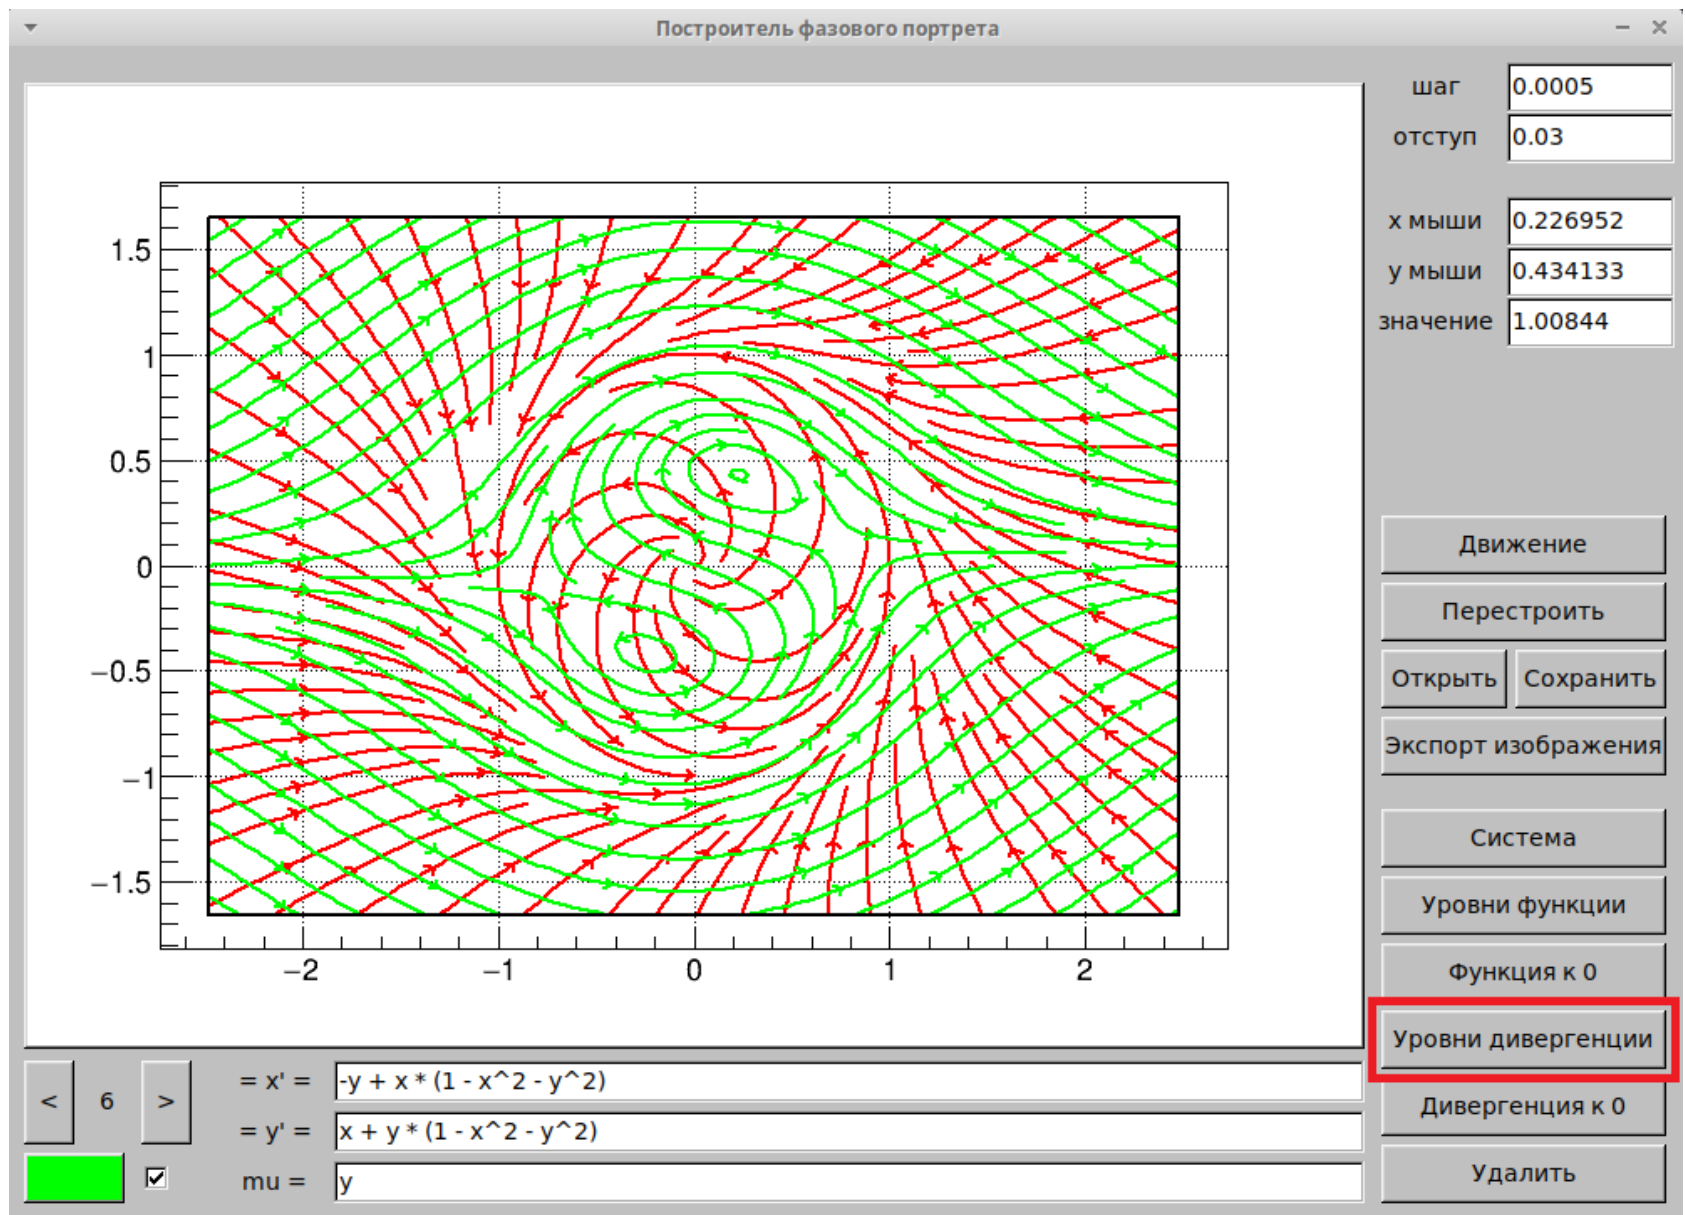 Построитель фазового портрета
шаг 0.0005
отступ 0.03
x мыши 0.226952
y мыши 0.434133
значение 1.00844
1.5
1
0.5
0
−0.5
−1
−1.5
−2 −1 0 1 2
Движение
Перестроить
Открыть Сохранить
Экспорт изображения
Система
Уровни функции
Функция к 0
Уровни дивергенции
Дивергенция к 0
Удалить
< 6 >
= x' = -y + x * (1 - x^2 - y^2)
= y' = x + y * (1 - x^2 - y^2)
mu = y